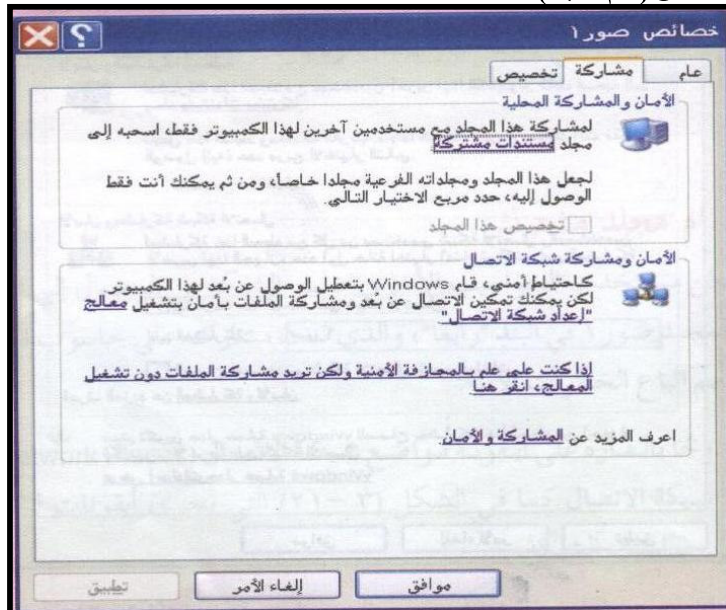 خصائص صور١
عام
مشاركة
تخصيص
الأمان والمشاركة المحلية
لمشاركة هذا المجلد مع مستخدمين آخرين لهذا الكمبيوتر فقط، اسحبه إلى
مجلد مستندات مشتركة
لجعل هذا المجلد ومجلداته الفرعية مجلدا خاصاً، ومن ثم يمكنك أنت فقط
الوصول إليه، حدد مربع الاختيار التالي.
تخصيص هذا المجلد
الأمان ومشاركة شبكة الاتصال
كاحتياط أمني، قام Windows بتعطيل الوصول عن بُعد لهذا الكمبيوتر
لكن يمكنك تمكين الاتصال عن بُعد ومشاركة الملفات بأمان بتشغيل معالج
"إعداد شبكة الاتصال"
إذا كنت على علم بالمجازفة الأمنية ولكن تريد مشاركة الملفات دون تشغيل
المعالج، انقر هنا
اعرف المزيد عن المشاركة والأمان.
موافق
إلغاء الأمر
تطبيق